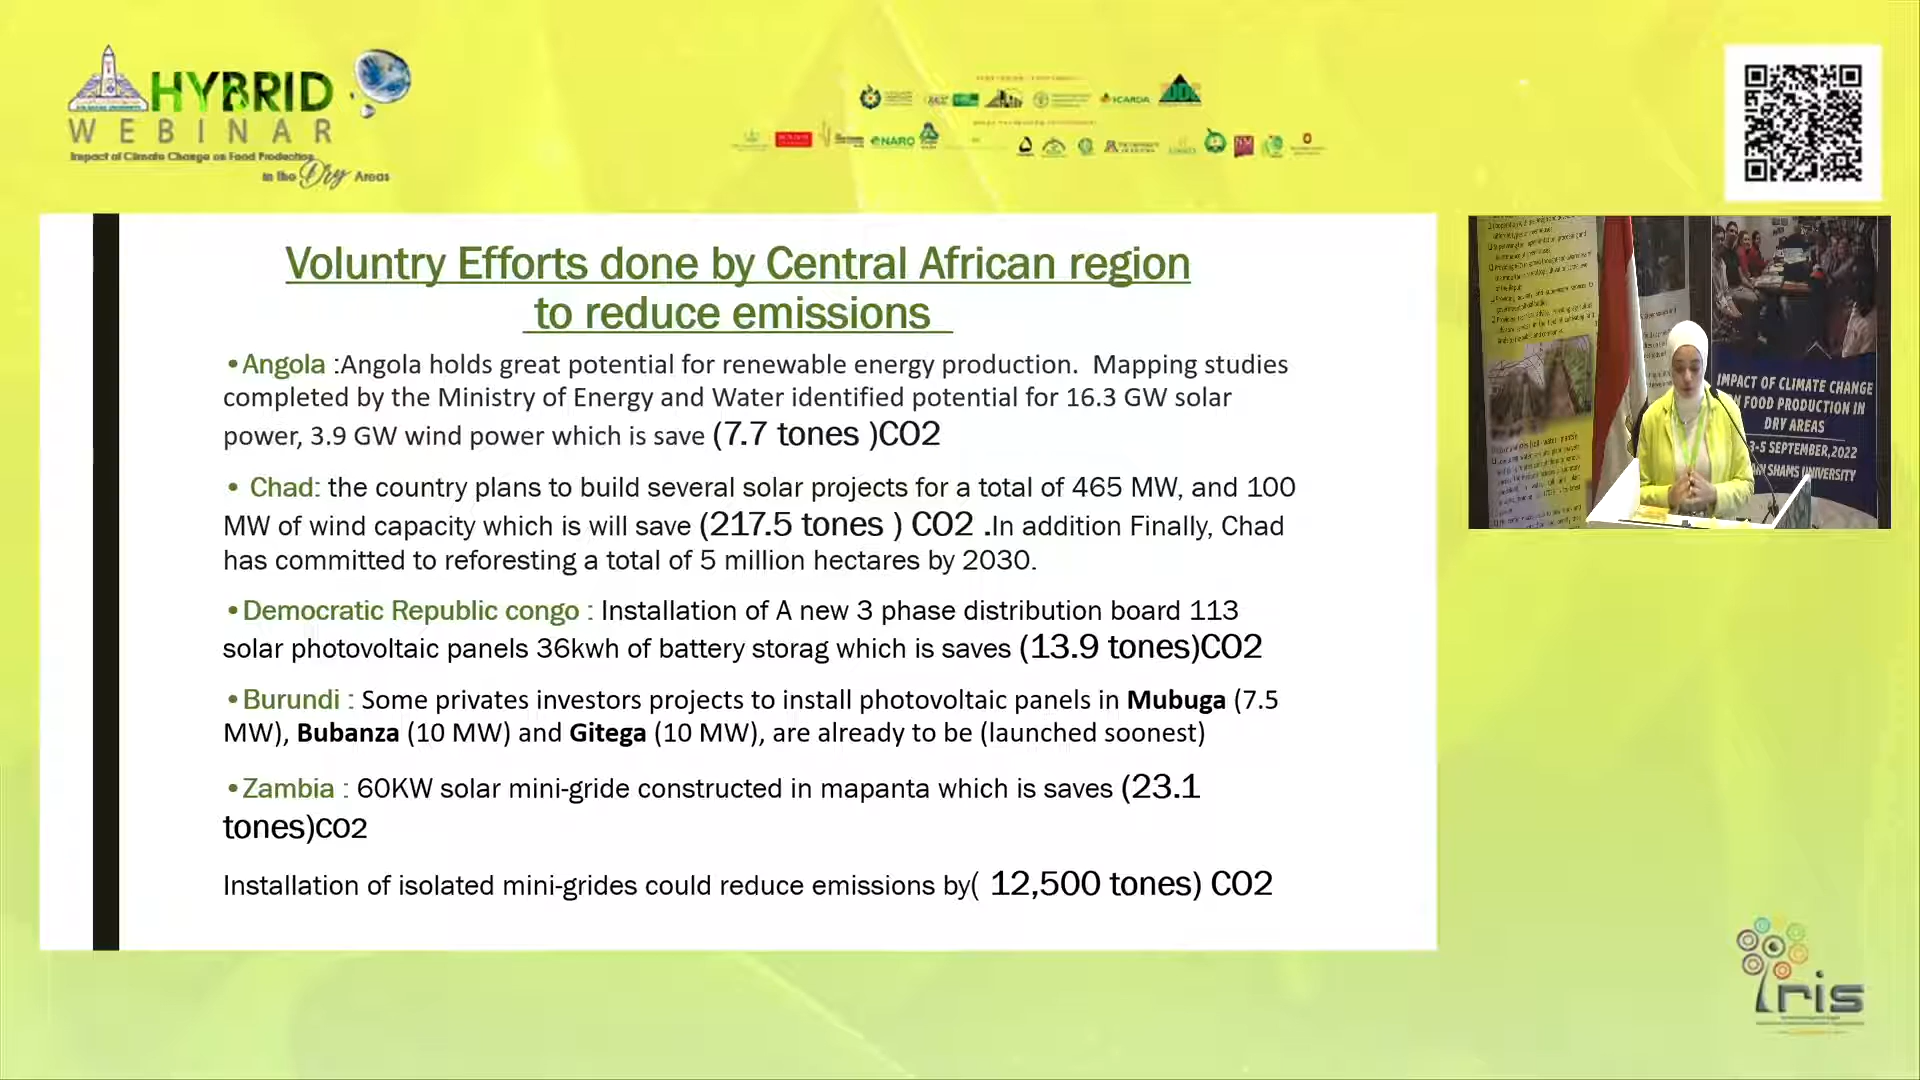 HYBRID
WEBINAR
Impact of Climate Change on Food Production
in the Dry Areas
ICARDA
NARO
Voluntry Efforts done by Central African region
to reduce emissions
•Angola :Angola holds great potential for renewable energy production. Mapping studies
completed by the Ministry of Energy and Water identified potential for 16.3 GW solar
power, 3.9 GW wind power which is save (7.7 tones )CO2
• Chad: the country plans to build several solar projects for a total of 465 MW, and 100
MW of wind capacity which is will save (217.5 tones ) CO2 .In addition Finally, Chad
has committed to reforesting a total of 5 million hectares by 2030.
•Democratic Republic congo : Installation of A new 3 phase distribution board 113
solar photovoltaic panels 36kwh of battery storag which is saves (13.9 tones)CO2
•Burundi : Some privates investors projects to install photovoltaic panels in Mubuga (7.5
MW), Bubanza (10 MW) and Gitega (10 MW), are already to be (launched soonest)
•Zambia : 60KW solar mini-gride constructed in mapanta which is saves (23.1
tones)CO2
Installation of isolated mini-grides could reduce emissions by( 12,500 tones) CO2
IMPACT OF CLIMATE CHANGE
N FOOD PRODUCTION IN
DRY AREAS
3-5 SEPTEMBER,2022
SHAMS UNIVERSITY
Iris